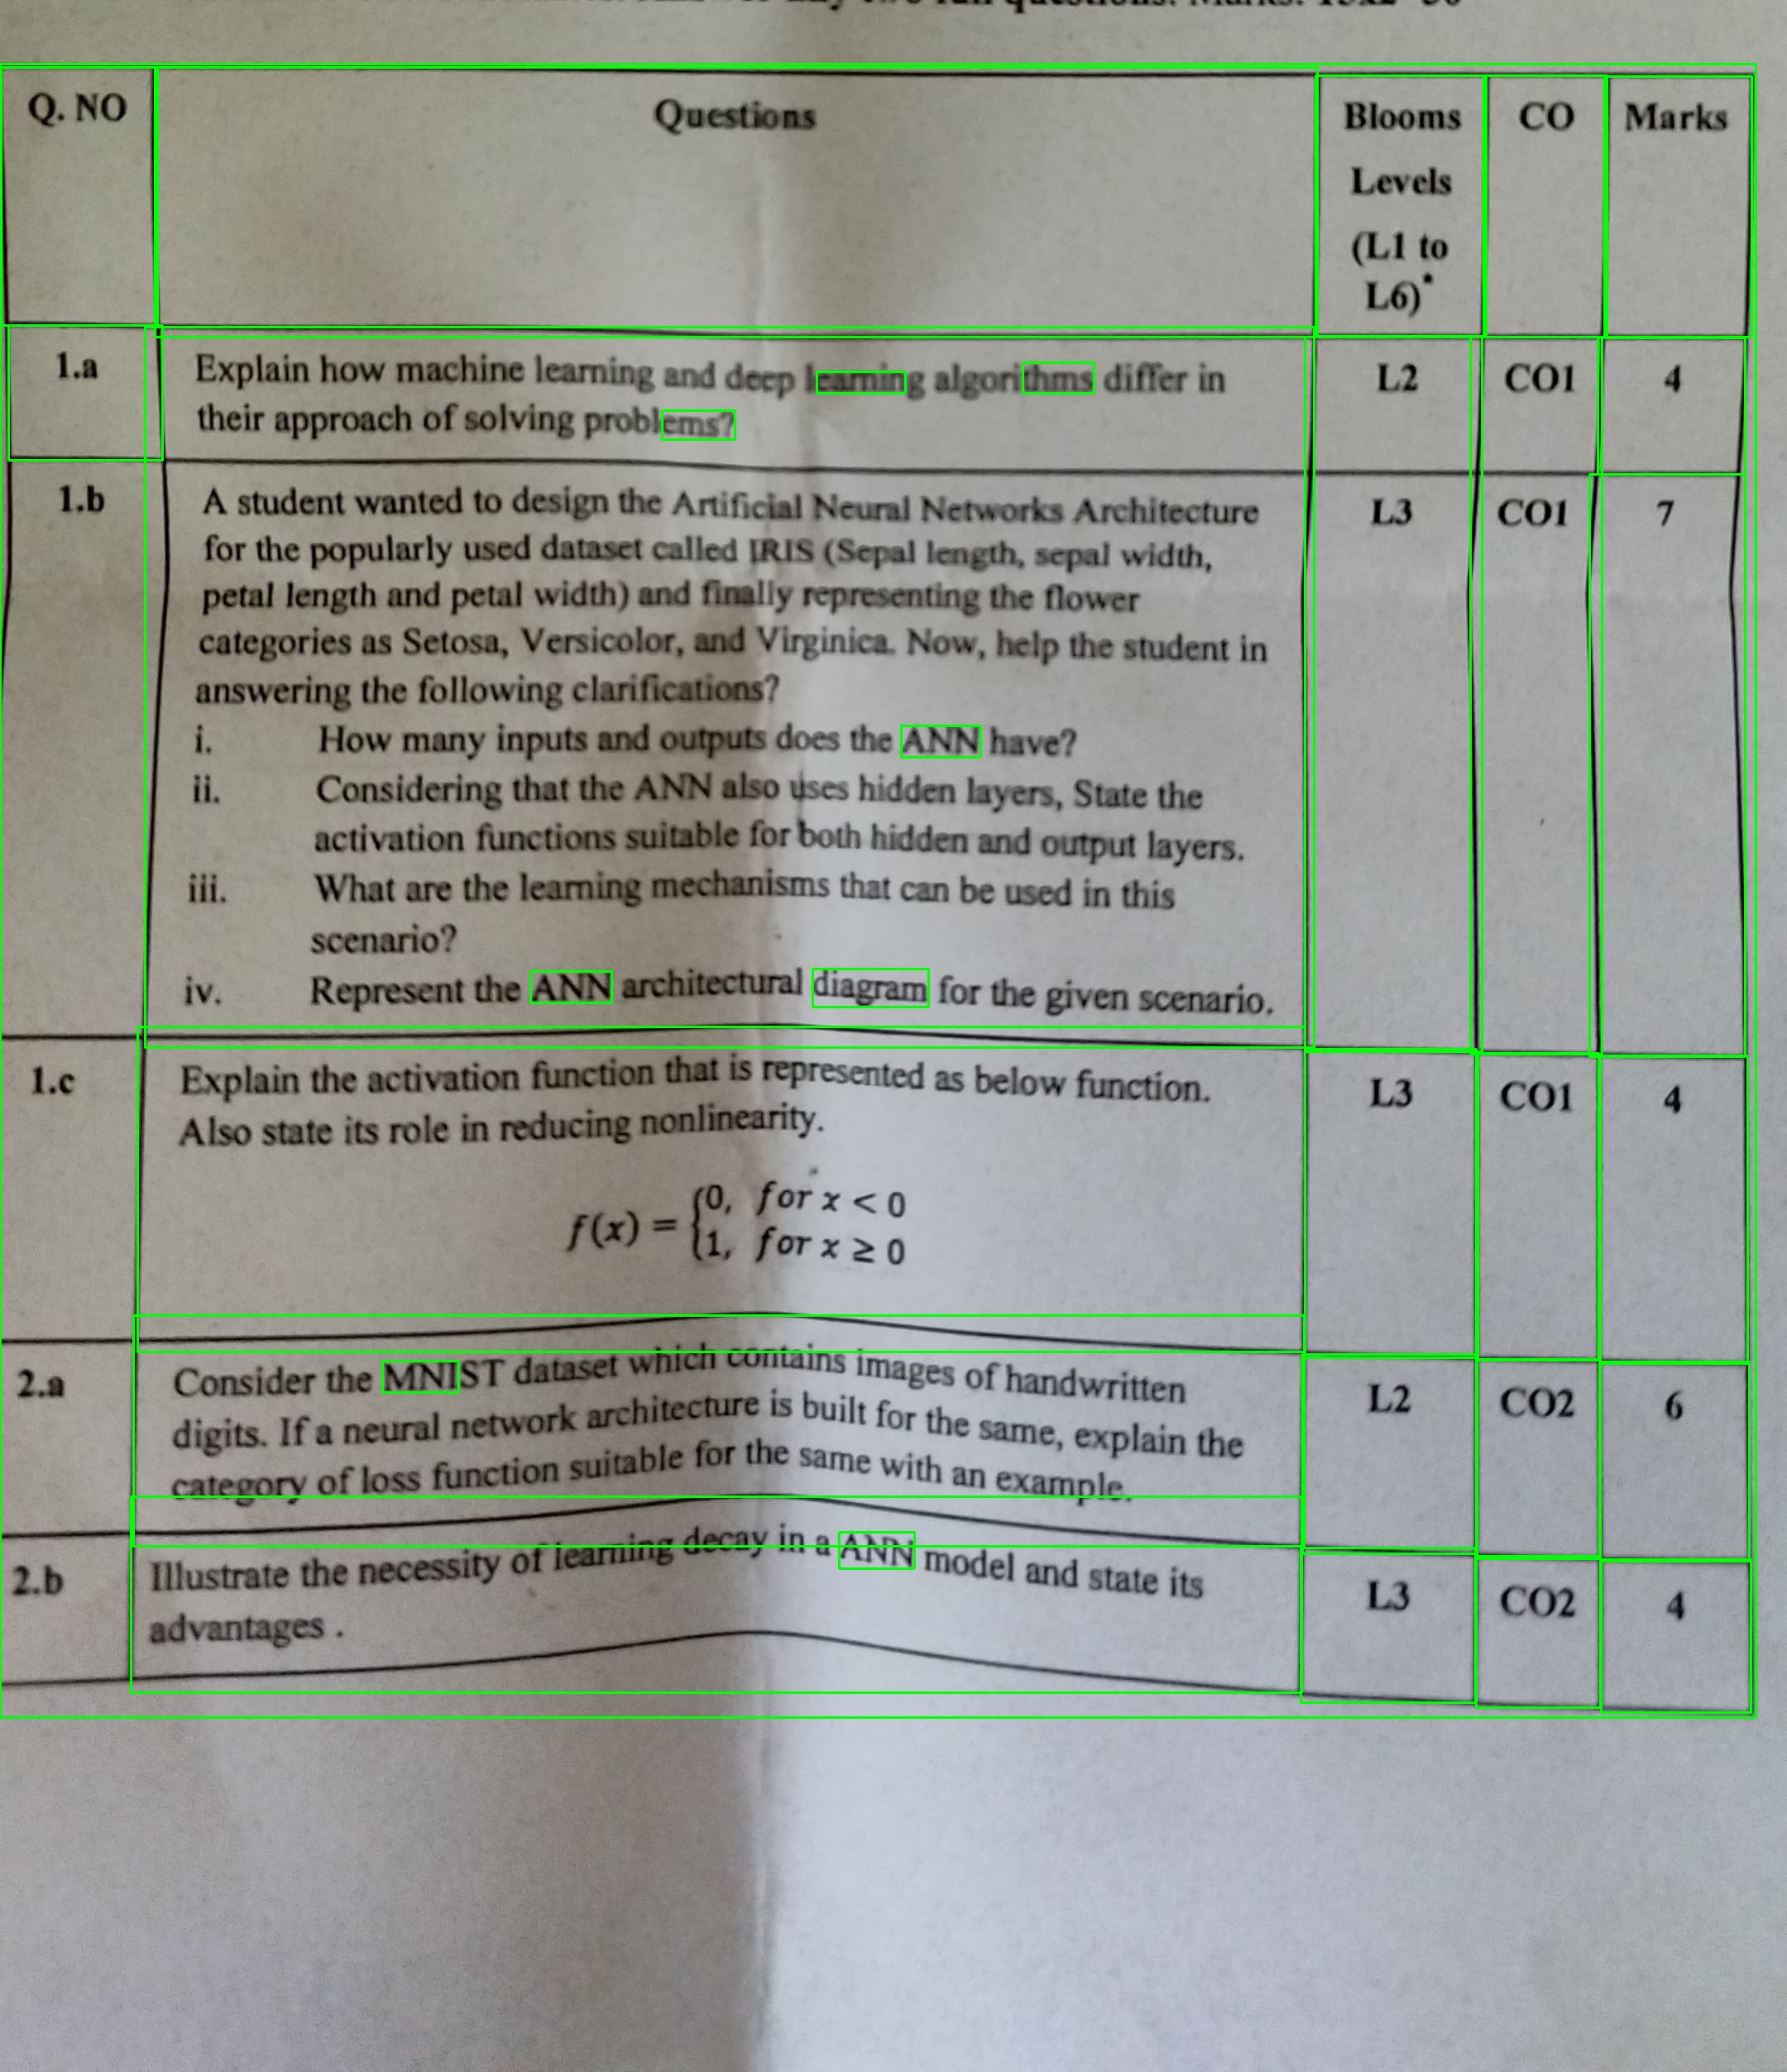 Q. NO Questions Blooms CO Marks
Levels
(L1 to
L6)*
1.a Explain how machine learning and deep learning algorithms differ in L2 CO1 4
their approach of solving problems?
1.b A student wanted to design the Artificial Neural Networks Architecture L3 CO1 7
for the popularly used dataset called IRIS (Sepal length, sepal width,
petal length and petal width) and finally representing the flower
categories as Setosa, Versicolor, and Virginica. Now, help the student in
answering the following clarifications?
i. How many inputs and outputs does the ANN have?
ii. Considering that the ANN also uses hidden layers, State the
activation functions suitable for both hidden and output layers.
iii. What are the learning mechanisms that can be used in this
scenario?
iv. Represent the ANN architectural diagram for the given scenario.
1.c Explain the activation function that is represented as below function. L3 CO1 4
Also state its role in reducing nonlinearity.
f(x) = {0, for x < 0
1, for x ≥ 0
2.a Consider the MNIST dataset which contains images of handwritten L2 CO2 6
digits. If a neural network architecture is built for the same, explain the
category of loss function suitable for the same with an example.
2.b Illustrate the necessity of learning decay in a ANN model and state its L3 CO2 4
advantages .